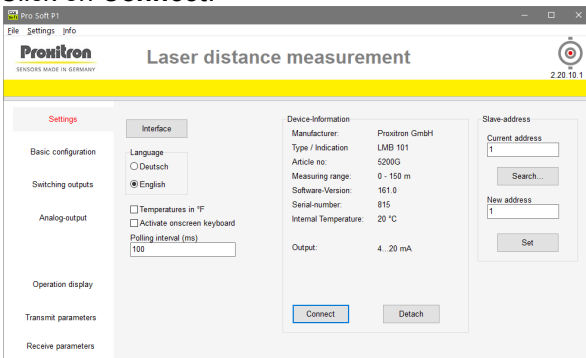 Click on Connect.
Pro Soft P1
File Settings Info
Proxitron
SENSORS MADE IN GERMANY
Laser distance measurement
2.20.10.1
Settings
Basic configuration
Switching outputs
Analog-output
Operation display
Transmit parameters
Receive parameters
Interface
Language
Deutsch
English
Temperatures in °F
Activate onscreen keyboard
Polling interval (ms)
100
Device-Information
Manufacturer: Proxitron GmbH
Type / Indication LMB 101
Article no: 5200G
Measuring range: 0 - 150 m
Software-Version: 161.0
Serial-number: 815
Internal Temperature: 20 °C
Output: 4...20 mA
Connect Detach
Slave-address
Current address
1
Search...
New address
1
Set